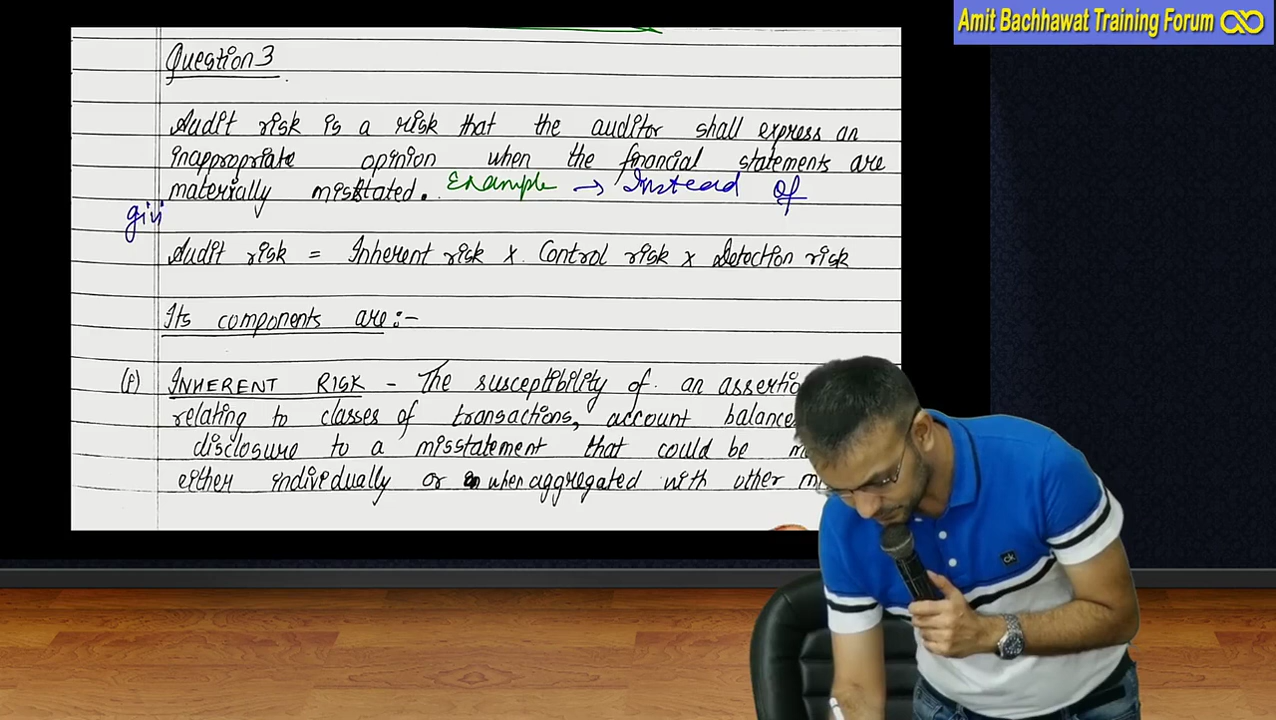 Amit Bachhawat Training Forum
Question 3
Audit risk is a risk that the auditor shall express an
inappropriate opinion when the financial statements are
materially misstated. Example → Instead of
givi
Audit risk = Inherent risk x Control risk x Detection risk
Its components are:-
(i) INHERENT RISK - The susceptibility of an
relating to classes of transactions, account
disclosure to a misstatement that could be
either individually or when aggregated with other
ck